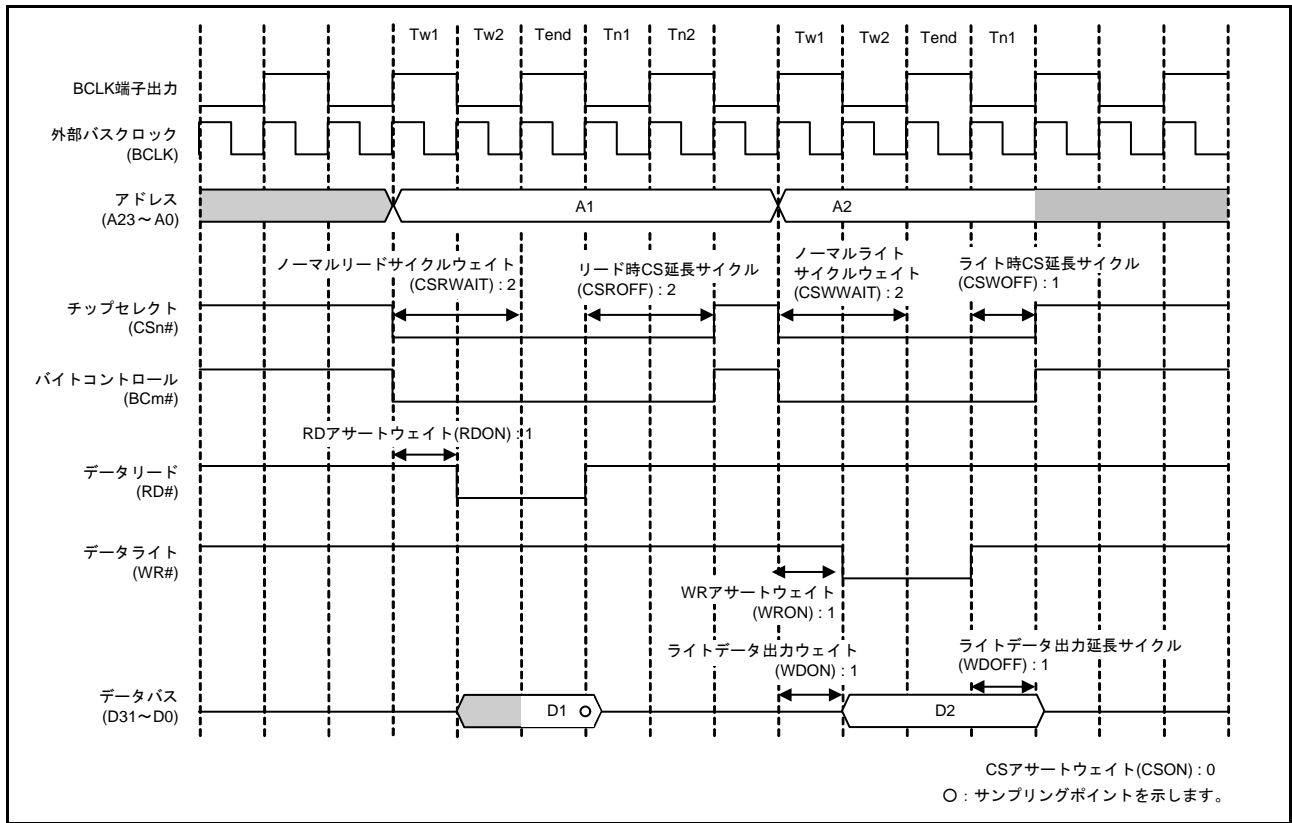 Tw1 Tw2 Tend Tn1 Tn2 Tw1 Tw2 Tend Tn1
BCLK端子出力
外部バスクロック
(BCLK)
アドレス
(A23～A0)
A1 A2
ノーマルリードサイクルウェイト
(CSRWAIT) : 2
リード時CS延長サイクル
(CSROFF) : 2
ノーマルライト
サイクルウェイト
(CSWWAIT) : 2
ライト時CS延長サイクル
(CSWOFF) : 1
チップセレクト
(CSn#)
バイトコントロール
(BCm#)
RDアサートウェイト(RDON) : 1
データリード
(RD#)
データライト
(WR#)
WRアサートウェイト
(WRON) : 1
ライトデータ出力ウェイト
(WDON) : 1
ライトデータ出力延長サイクル
(WDOFF) : 1
データバス
(D31～D0)
D1 D2
CSアサートウェイト(CSON) : 0
○ : サンプリングポイントを示します。